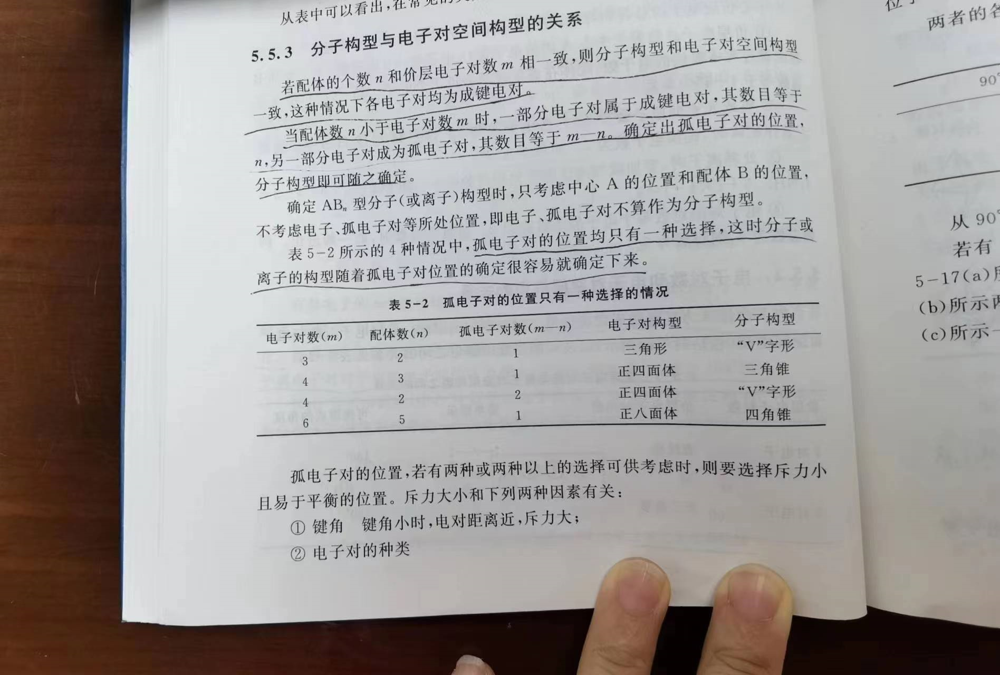 从表中可以看出,在常见的
5.5.3 分子构型与电子对空间构型的关系
若配体的个数 n 和价层电子对数 m 相一致,则分子构型和电子对空间构型
一致,这种情况下各电子对均为成键电对。
当配体数 n 小于电子对数 m 时,一部分电子对属于成键电对,其数目等于
n,另一部分电子对成为孤电子对,其数目等于 m—n。确定出孤电子对的位置,
分子构型即可随之确定。
确定 ABₙ 型分子(或离子)构型时,只考虑中心 A 的位置和配体 B 的位置,
不考虑电子、孤电子对等所处位置,即电子、孤电子对不算作为分子构型。
表 5-2 所示的 4 种情况中,孤电子对的位置均只有一种选择,这时分子或
离子的构型随着孤电子对位置的确定很容易就确定下来。
表 5-2 孤电子对的位置只有一种选择的情况
电子对数(m) 配体数(n) 孤电子对数(m—n) 电子对构型 分子构型
3 2 1 三角形 “V”字形
4 3 1 正四面体 三角锥
4 2 2 正四面体 “V”字形
6 5 1 正八面体 四角锥
孤电子对的位置,若有两种或两种以上的选择可供考虑时,则要选择斥力小
且易于平衡的位置。斥力大小和下列两种因素有关:
① 键角 键角小时,电对距离近,斥力大;
② 电子对的种类
两者的各
90°
从 90°
若有
5-17(a)所
(b)所示两
(c)所示一